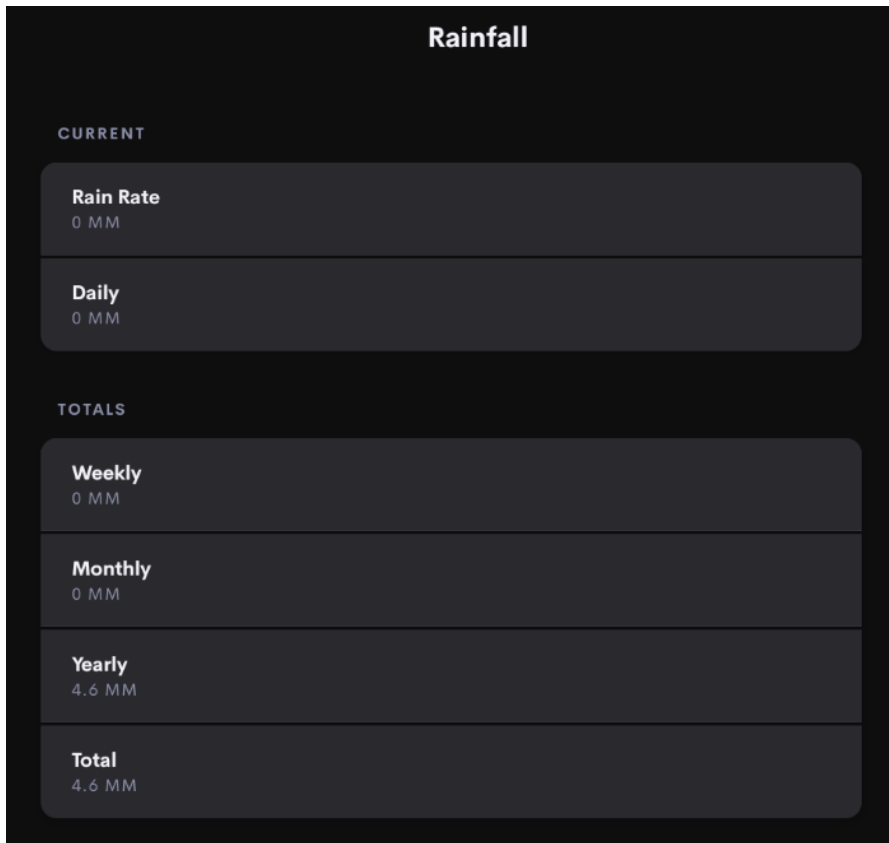 Rainfall
CURRENT
Rain Rate
0 MM
Daily
0 MM
TOTALS
Weekly
0 MM
Monthly
0 MM
Yearly
4.6 MM
Total
4.6 MM